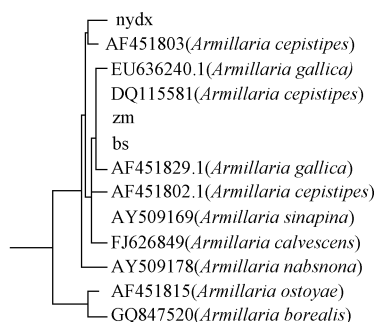 nydx
AF451803(Armillaria cepistipes)
EU636240.1(Armillaria gallica)
DQ115581(Armillaria cepistipes)
zm
bs
AF451829.1(Armillaria gallica)
AF451802.1(Armillaria cepistipes)
AY509169(Armillaria sinapina)
FJ626849(Armillaria calvescens)
AY509178(Armillaria nabsnona)
AF451815(Armillaria ostoyae)
GQ847520(Armillaria borealis)